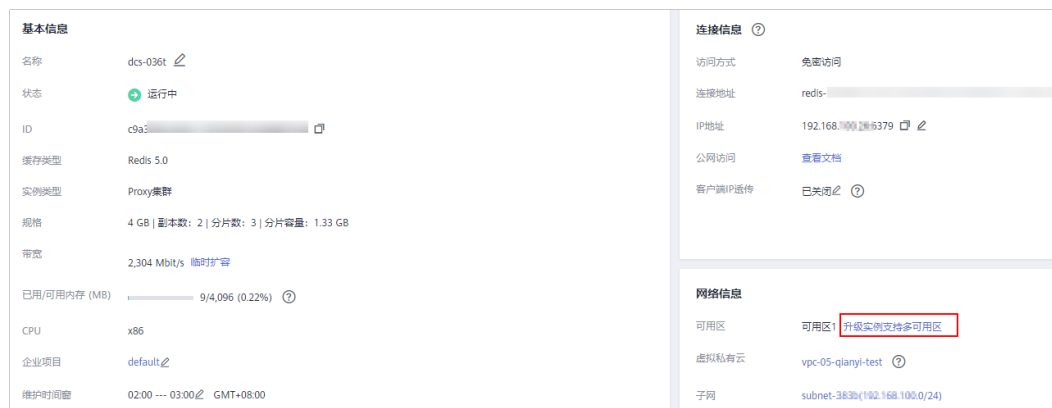 基本信息
名称 dcs-036t
状态 运行中
ID c9a3
缓存类型 Redis 5.0
实例类型 Proxy集群
规格 4 GB | 副本数：2 | 分片数：3 | 分片容量：1.33 GB
带宽 2,304 Mbit/s 临时扩容
已用/可用内存 (MB) 9/4,096 (0.22%)
CPU x86
企业项目 default
维护时间窗 02:00 --- 03:00 GMT+08:00
连接信息
访问方式 免密访问
连接地址 redis-
IP地址 192.168. 6379
公网访问 查看文档
客户端IP透传 已关闭
网络信息
可用区 可用区1 升级实例支持多可用区
虚拟私有云 vpc-05-qianyi-test
子网 subnet-383b(192.168.100.0/24)